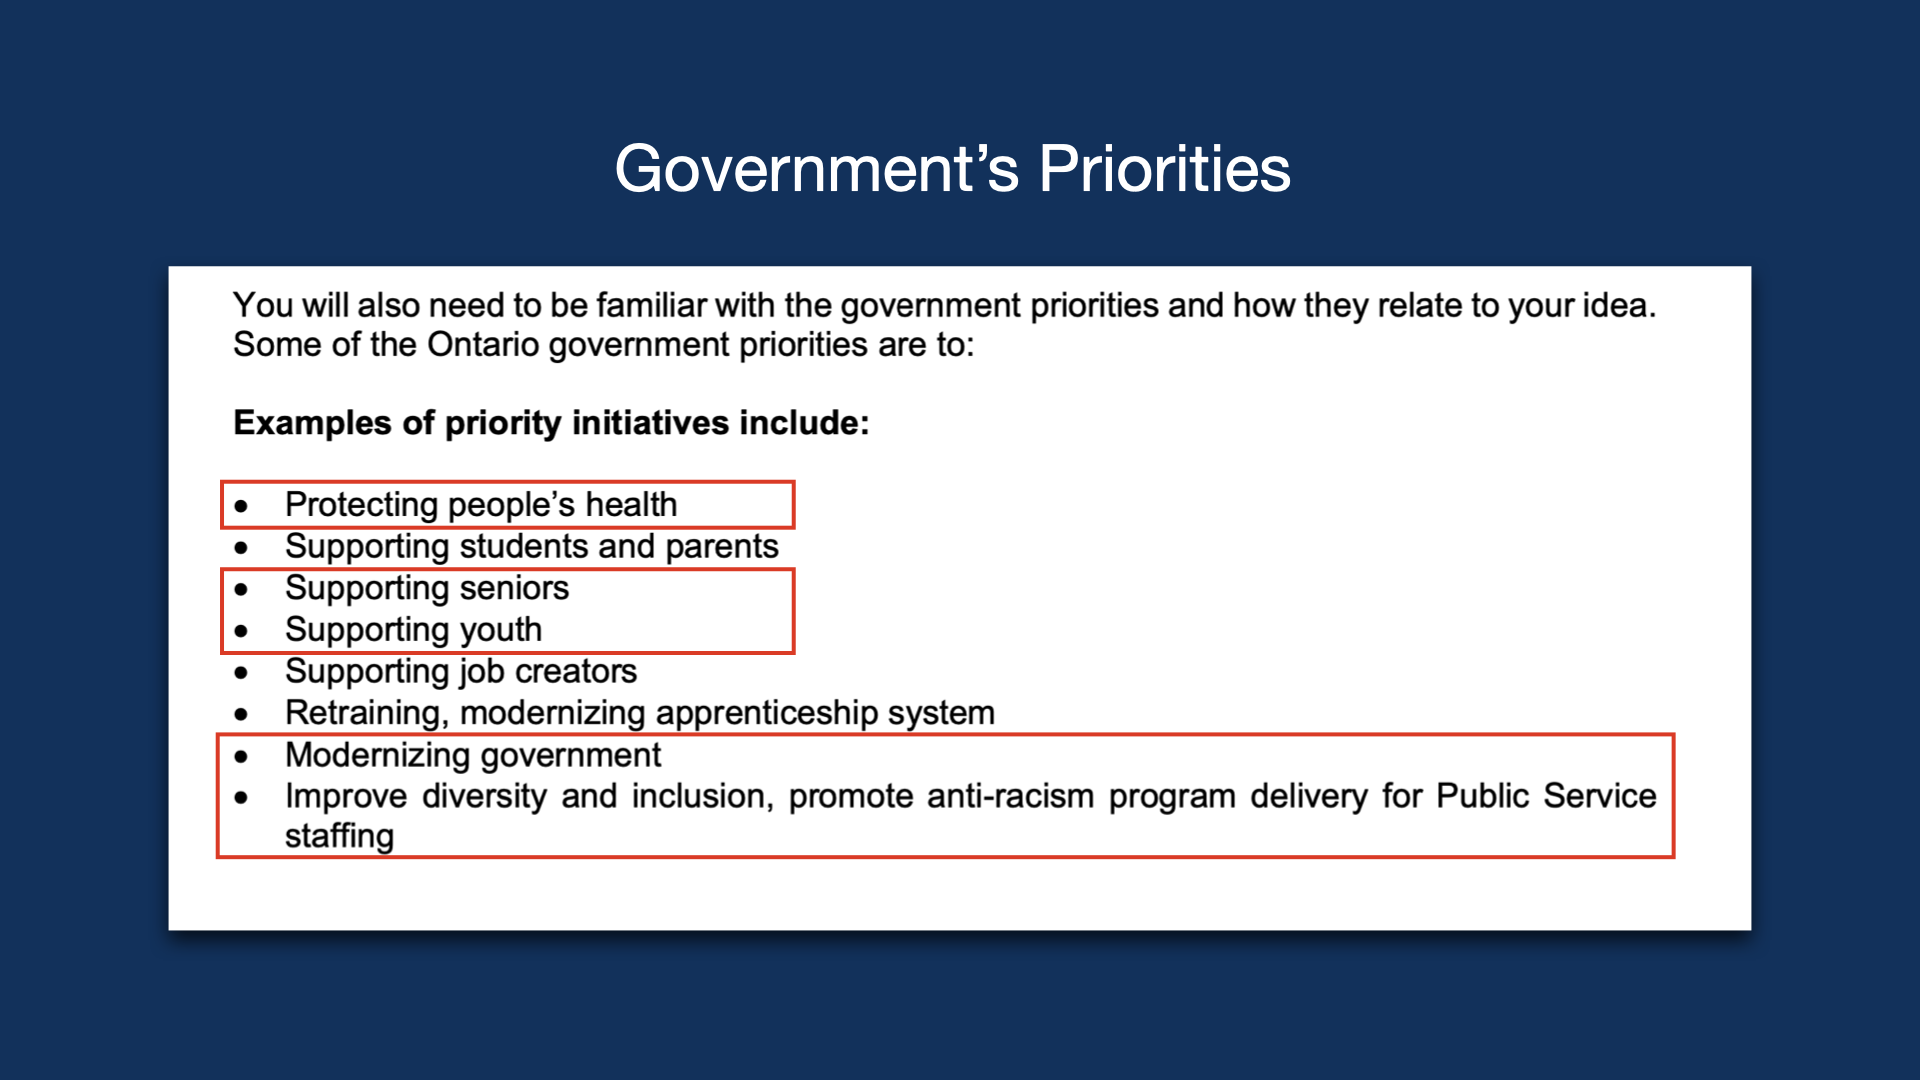 Government’s Priorities
You will also need to be familiar with the government priorities and how they relate to your idea.
Some of the Ontario government priorities are to:
Examples of priority initiatives include:
• Protecting people’s health
• Supporting students and parents
• Supporting seniors
• Supporting youth
• Supporting job creators
• Retraining, modernizing apprenticeship system
• Modernizing government
• Improve diversity and inclusion, promote anti-racism program delivery for Public Service
staffing